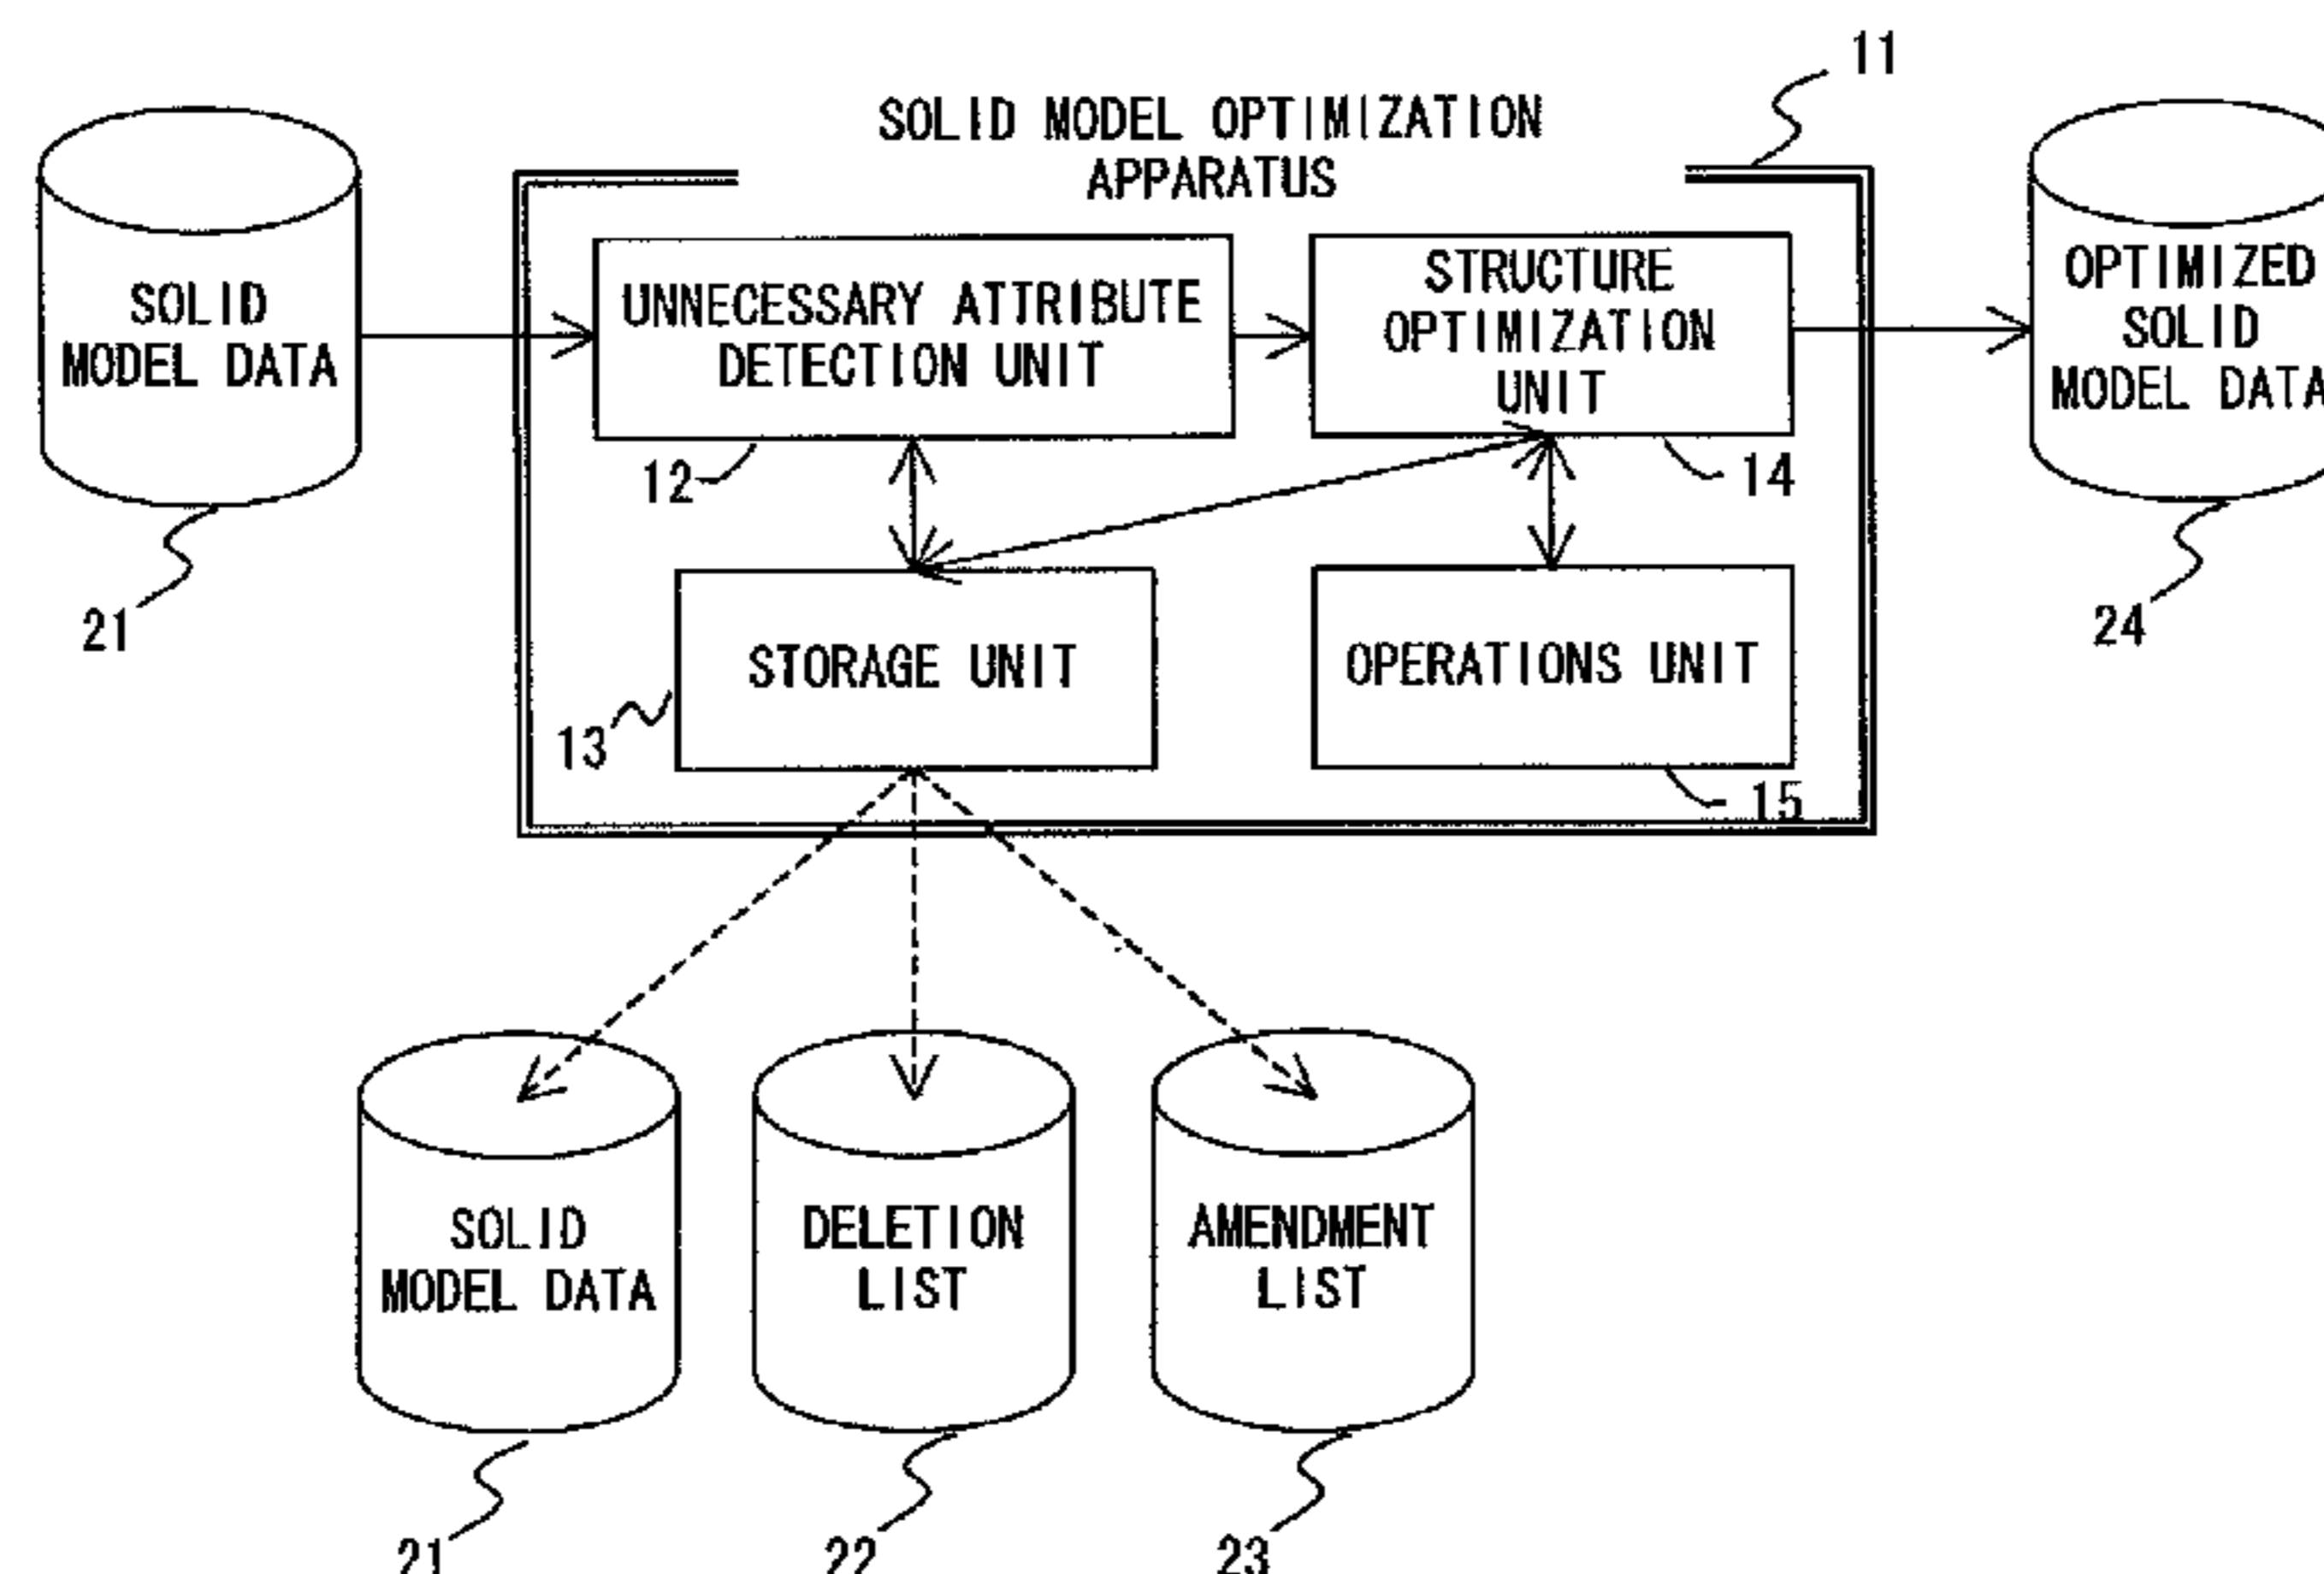 11
SOLID MODEL OPTIMIZATION
APPARATUS
SOLID
MODEL DATA
UNNECESSARY ATTRIBUTE
DETECTION UNIT
STRUCTURE
OPTIMIZATION
UNIT
OPTIMIZED
SOLID
MODEL DATA
12
14
21
24
STORAGE UNIT
OPERATIONS UNIT
13
15
SOLID
MODEL DATA
DELETION
LIST
AMENDMENT
LIST
21
22
23